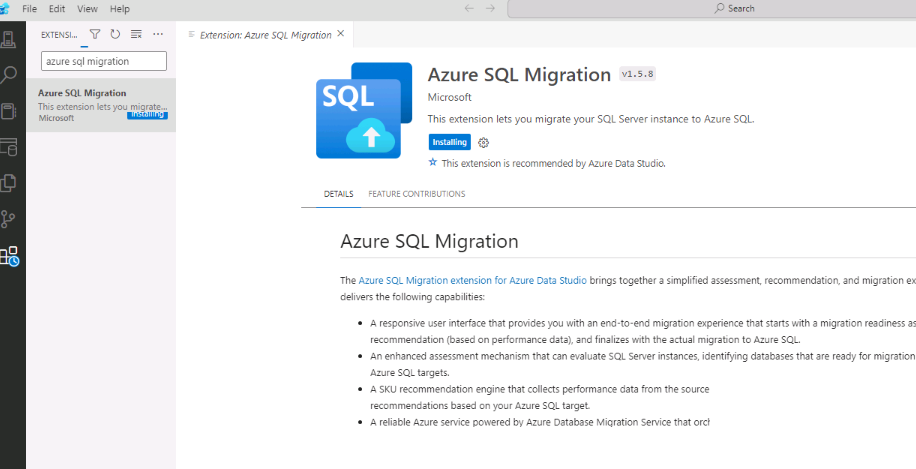 File Edit View Help
Search
EXTENSI...
Extension: Azure SQL Migration
azure sql migration
Azure SQL Migration
This extension lets you migrate...
Microsoft
Installing
SQL
Azure SQL Migration v1.5.8
Microsoft
This extension lets you migrate your SQL Server instance to Azure SQL.
Installing
This extension is recommended by Azure Data Studio.
DETAILS FEATURE CONTRIBUTIONS
Azure SQL Migration
The Azure SQL Migration extension for Azure Data Studio brings together a simplified assessment, recommendation, and migration ex
delivers the following capabilities:
• A responsive user interface that provides you with an end-to-end migration experience that starts with a migration readiness as
recommendation (based on performance data), and finalizes with the actual migration to Azure SQL.
• An enhanced assessment mechanism that can evaluate SQL Server instances, identifying databases that are ready for migration
Azure SQL targets.
• A SKU recommendation engine that collects performance data from the source
recommendations based on your Azure SQL target.
• A reliable Azure service powered by Azure Database Migration Service that orch